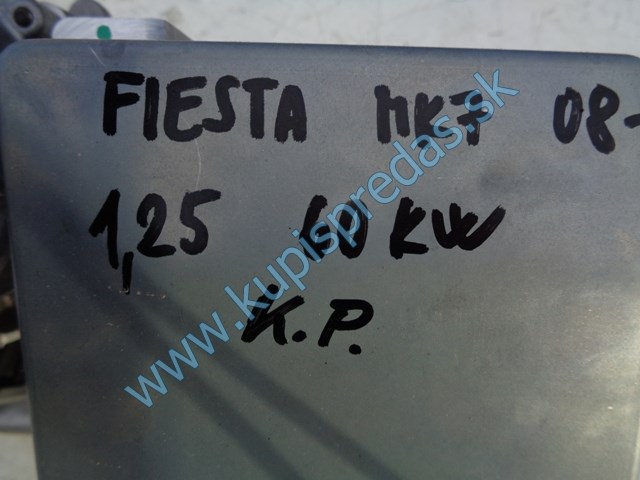 FIESTA MK7 08-
1,25 60 KW
K.P.
www.kupispredas.sk